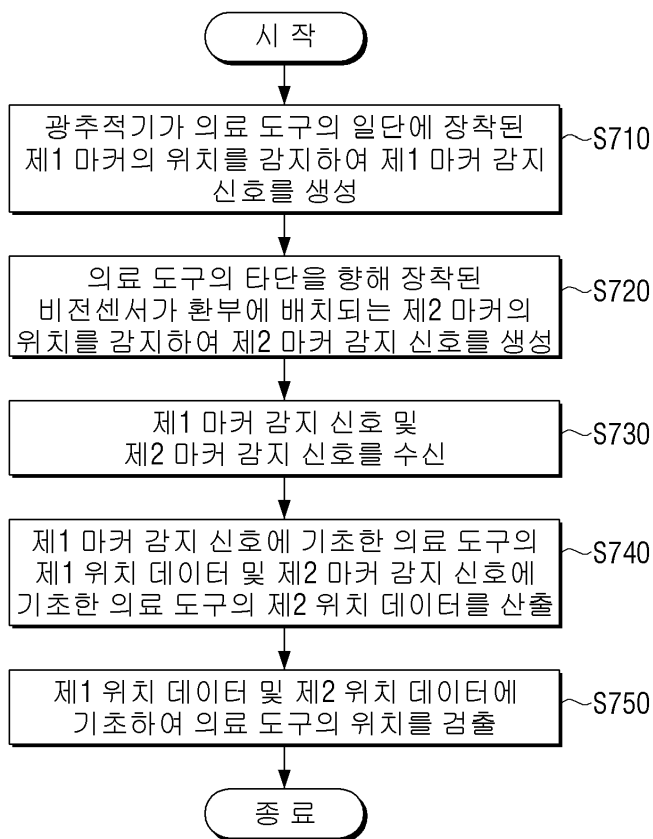 시 작
광추적기가 의료 도구의 일단에 장착된
제1 마커의 위치를 감지하여 제1 마커 감지
신호를 생성
S710
의료 도구의 타단을 향해 장착된
비전센서가 환부에 배치되는 제2 마커의
위치를 감지하여 제2 마커 감지 신호를 생성
S720
제1 마커 감지 신호 및
제2 마커 감지 신호를 수신
S730
제1 마커 감지 신호에 기초한 의료 도구의
제1 위치 데이터 및 제2 마커 감지 신호에
기초한 의료 도구의 제2 위치 데이터를 산출
S740
제1 위치 데이터 및 제2 위치 데이터에
기초하여 의료 도구의 위치를 검출
S750
종 료